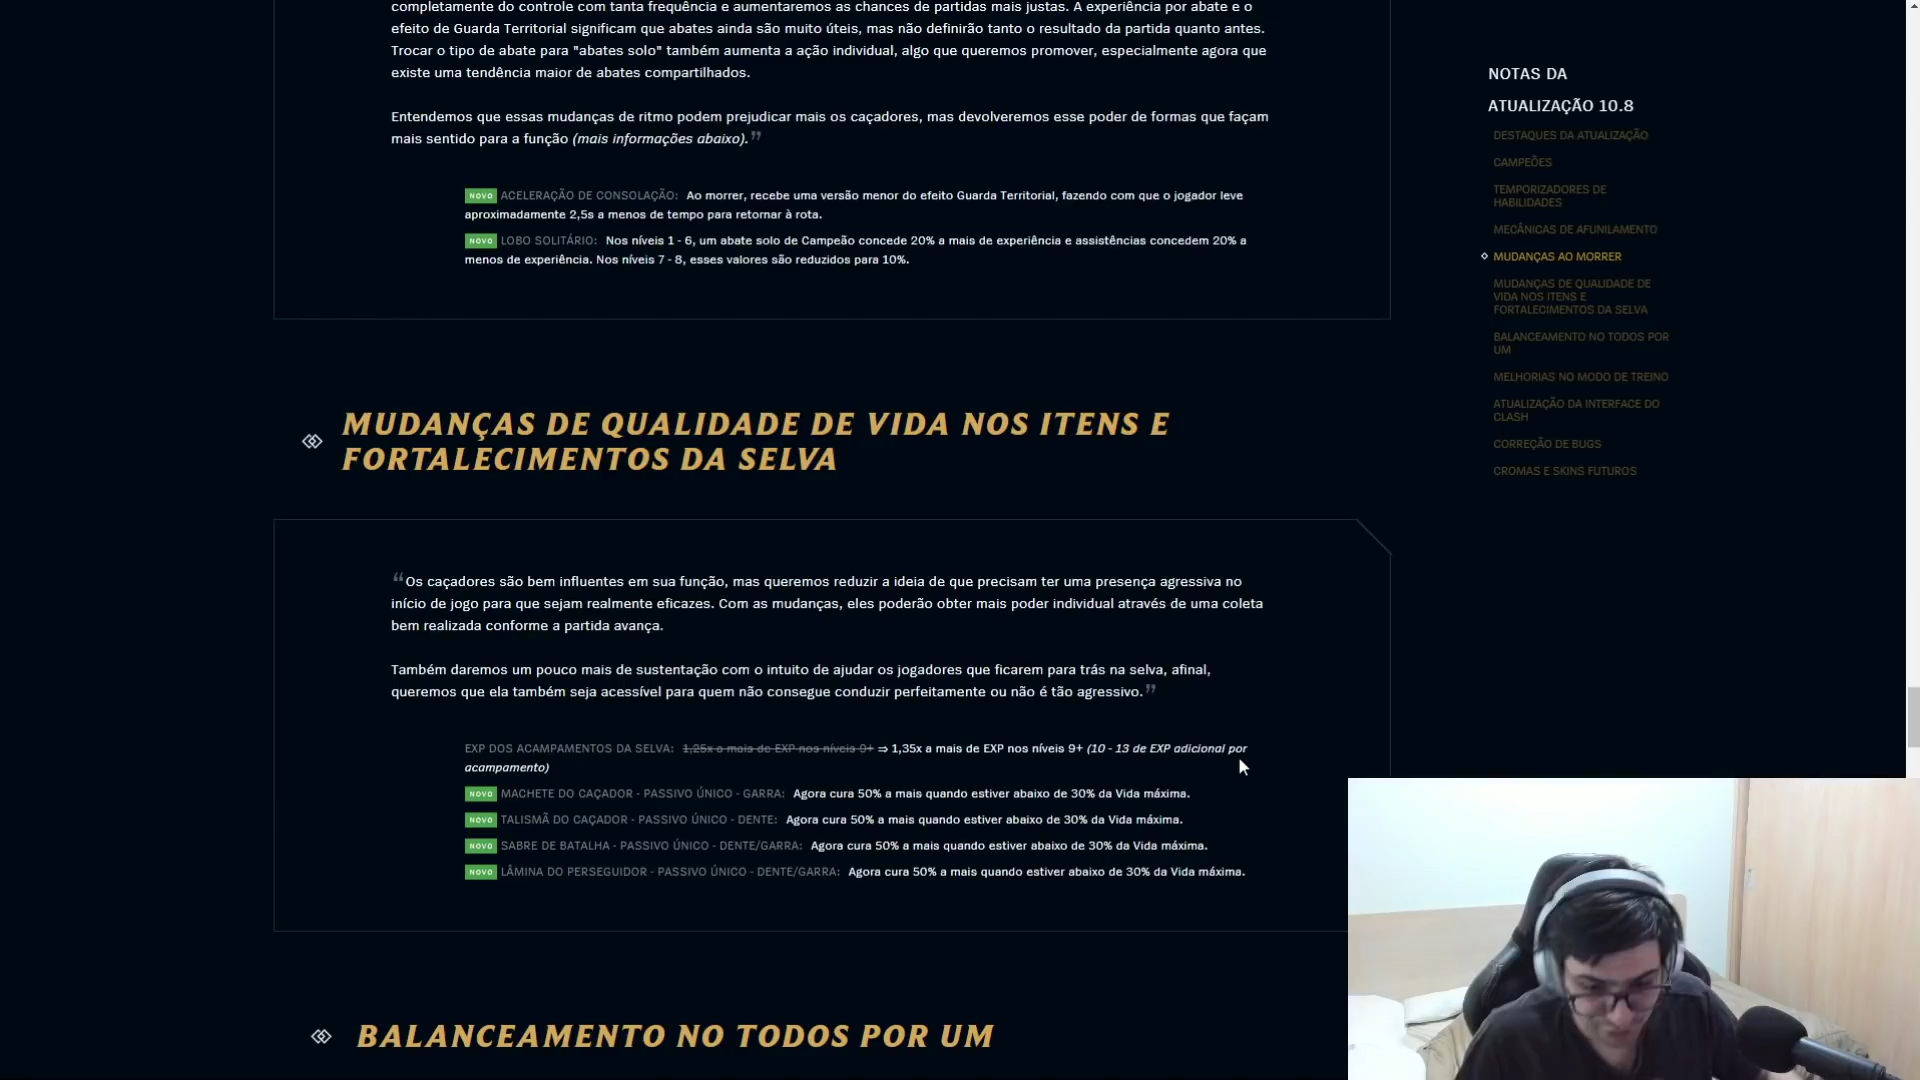 completamente do controle com tanta frequência e aumentaremos as chances de partidas mais justas. A experiência por abate e o
efeito de Guarda Territorial significam que abates ainda são muito úteis, mas não definirão tanto o resultado da partida quanto antes.
Trocar o tipo de abate para "abates solo" também aumenta a ação individual, algo que queremos promover, especialmente agora que
existe uma tendência maior de abates compartilhados.
Entendemos que essas mudanças de ritmo podem prejudicar mais os caçadores, mas devolveremos esse poder de formas que façam
mais sentido para a função (mais informações abaixo).”
NOVO ACELERAÇÃO DE CONSOLAÇÃO: Ao morrer, recebe uma versão menor do efeito Guarda Territorial, fazendo com que o jogador leve
aproximadamente 2,5s a menos de tempo para retornar à rota.
NOVO LOBO SOLITÁRIO: Nos níveis 1 - 6, um abate solo de Campeão concede 20% a mais de experiência e assistências concedem 20% a
menos de experiência. Nos níveis 7 - 8, esses valores são reduzidos para 10%.
MUDANÇAS DE QUALIDADE DE VIDA NOS ITENS E
FORTALECIMENTOS DA SELVA
“Os caçadores são bem influentes em sua função, mas queremos reduzir a ideia de que precisam ter uma presença agressiva no
início de jogo para que sejam realmente eficazes. Com as mudanças, eles poderão obter mais poder individual através de uma coleta
bem realizada conforme a partida avança.
Também daremos um pouco mais de sustentação com o intuito de ajudar os jogadores que ficarem para trás na selva, afinal,
queremos que ela também seja acessível para quem não consegue conduzir perfeitamente ou não é tão agressivo.”
EXP DOS ACAMPAMENTOS DA SELVA: 1,25x a mais de EXP nos níveis 9+ ⇒ 1,35x a mais de EXP nos níveis 9+ (10 - 13 de EXP adicional por
acampamento)
NOVO MACHETE DO CAÇADOR - PASSIVO ÚNICO - GARRA: Agora cura 50% a mais quando estiver abaixo de 30% da Vida máxima.
NOVO TALISMÃ DO CAÇADOR - PASSIVO ÚNICO - DENTE: Agora cura 50% a mais quando estiver abaixo de 30% da Vida máxima.
NOVO SABRE DE BATALHA - PASSIVO ÚNICO - DENTE/GARRA: Agora cura 50% a mais quando estiver abaixo de 30% da Vida máxima.
NOVO LÂMINA DO PERSEGUIDOR - PASSIVO ÚNICO - DENTE/GARRA: Agora cura 50% a mais quando estiver abaixo de 30% da Vida máxima.
BALANCEAMENTO NO TODOS POR UM
NOTAS DA
ATUALIZAÇÃO 10.8
DESTAQUES DA ATUALIZAÇÃO
CAMPEÕES
TEMPORIZADORES DE
HABILIDADES
MECÂNICAS DE AFUNILAMENTO
MUDANÇAS AO MORRER
MUDANÇAS DE QUALIDADE DE
VIDA NOS ITENS E
FORTALECIMENTOS DA SELVA
BALANCEAMENTO NO TODOS POR
UM
MELHORIAS NO MODO DE TREINO
ATUALIZAÇÃO DA INTERFACE DO
CLASH
CORREÇÃO DE BUGS
CROMAS E SKINS FUTUROS